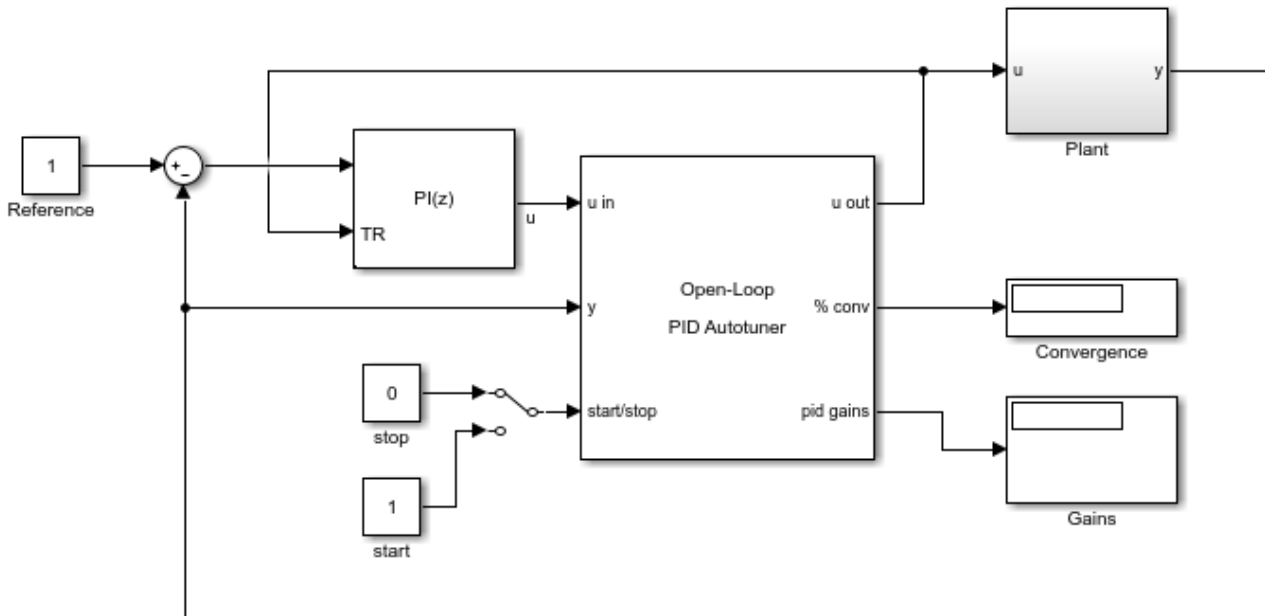 u
y
Plant
1
Reference
+
−
PI(z)
TR
u
u in
u out
y
Open-Loop
PID Autotuner
% conv
Convergence
0
stop
start/stop
pid gains
1
start
Gains